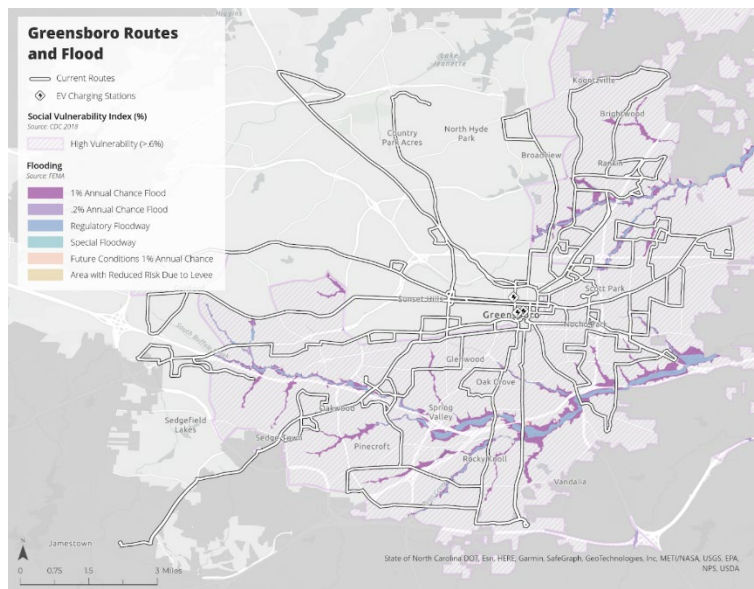 Greensboro Routes
and Flood
Current Routes
EV Charging Stations
Social Vulnerability Index (%)
Source: CDC 2018
High Vulnerability (>.6%)
Flooding
Source: FEMA
1% Annual Chance Flood
.2% Annual Chance Flood
Regulatory Floodway
Special Floodway
Future Conditions 1% Annual Chance
Area with Reduced Risk Due to Levee
Lake
Jeanette
Brightwood
Country
Park Acres
North Hyde
Park
Broadview
Rankin
Scott Park
Sunset Hills
Greensboro
Nocho Park
South Buffalo
Glenwood
Oak Grove
Oakwood
Spring
Valley
Sedgefield
Lakes
Sedge Town
Pinecroft
Rocky Knoll
Vandalia
Jamestown
N
0 0.75 1.5 3 Miles
State of North Carolina DOT, Esri, HERE, Garmin, SafeGraph, GeoTechnologies, Inc, METI/NASA, USGS, EPA,
NPS, USDA